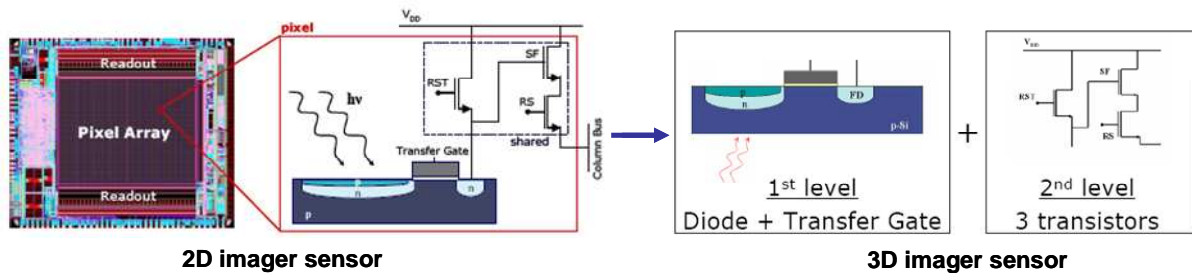 Readout
Pixel Array
Readout
pixel
V_DD
SF
RST
RS
hν
shared
Transfer Gate
Column Bus
p
n
n
p
2D imager sensor
p
n
FD
p-Si
1st level
Diode + Transfer Gate
+
V_DD
SF
RST
RS
2nd level
3 transistors
3D imager sensor